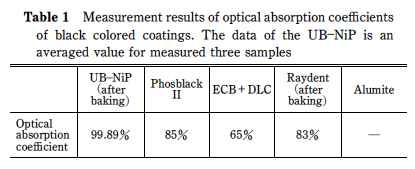 Table 1 Measurement results of optical absorption coefficients
of black colored coatings. The data of the UB-NiP is an
averaged value for measured three samples
UB-NiP (after baking) Phosblack II ECB+DLC Raydent (after baking) Alumite
Optical absorption coefficient 99.89% 85% 65% 83% —